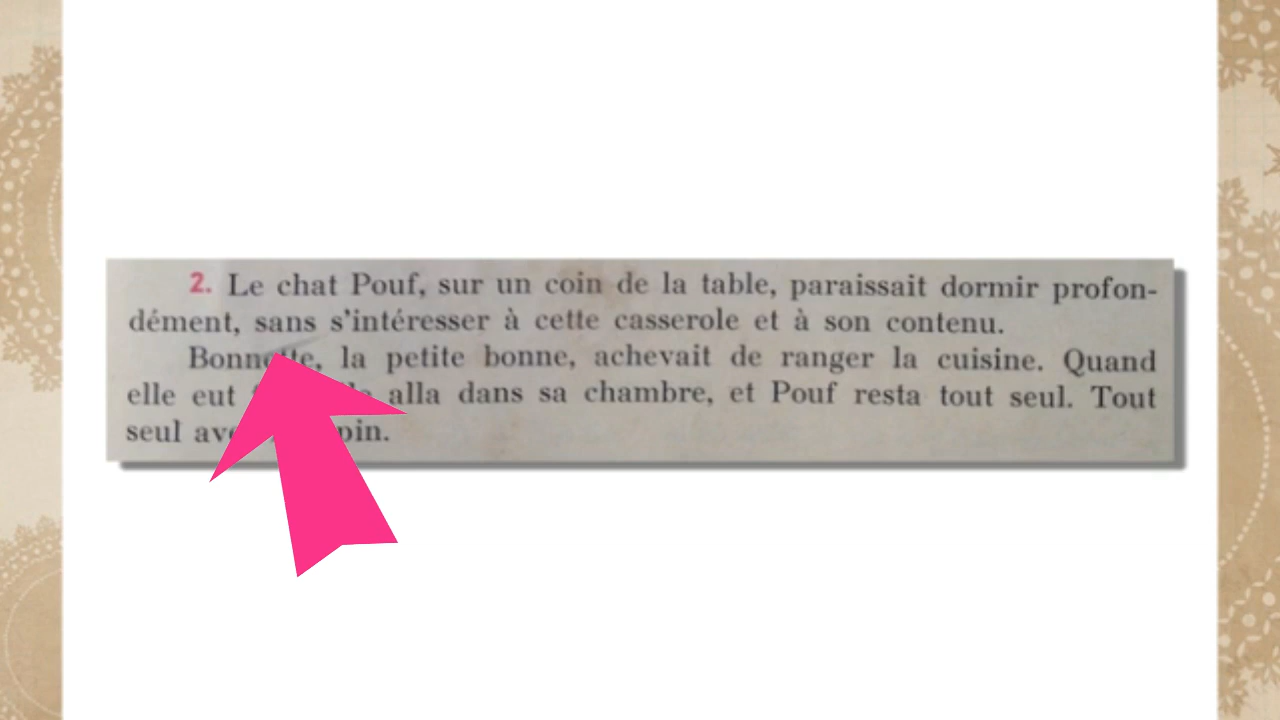 2. Le chat Pouf, sur un coin de la table, paraissait dormir profon-
dément, sans s'intéresser à cette casserole et à son contenu.
Bonnette, la petite bonne, achevait de ranger la cuisine. Quand
elle eut alla dans sa chambre, et Pouf resta tout seul. Tout
seul